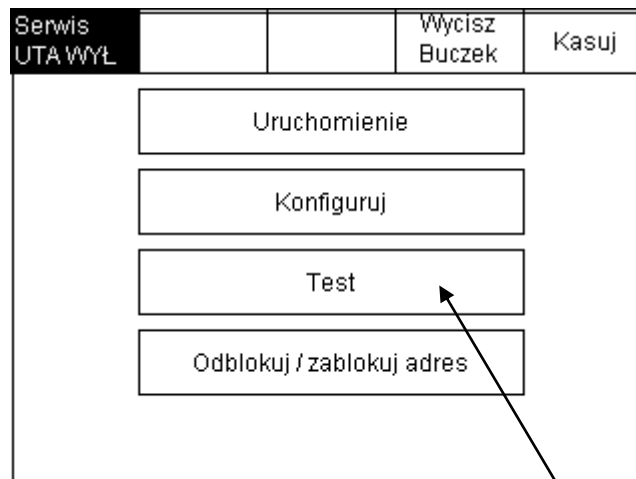 Serwis
UTA WYŁ
Wycisz
Buczek
Kasuj
Uruchomienie
Konfiguruj
Test
Odblokuj / zablokuj adres